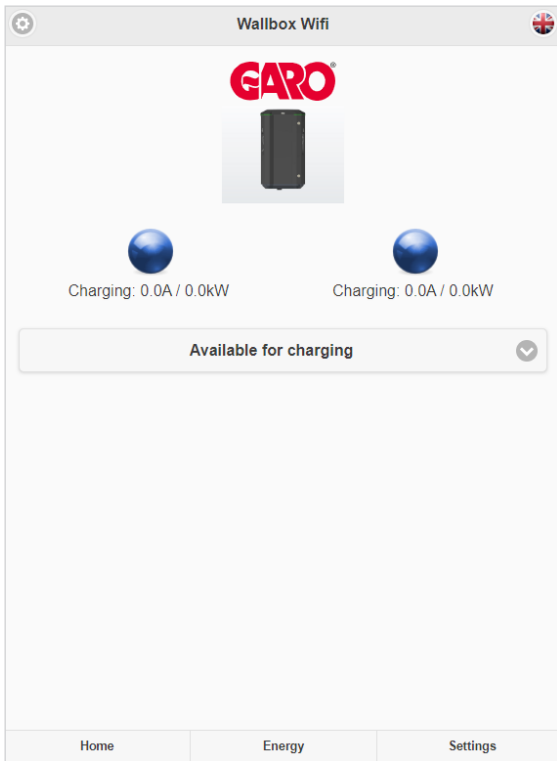 Wallbox Wifi
GARO®
Charging: 0.0A / 0.0kW
Charging: 0.0A / 0.0kW
Available for charging
Home
Energy
Settings